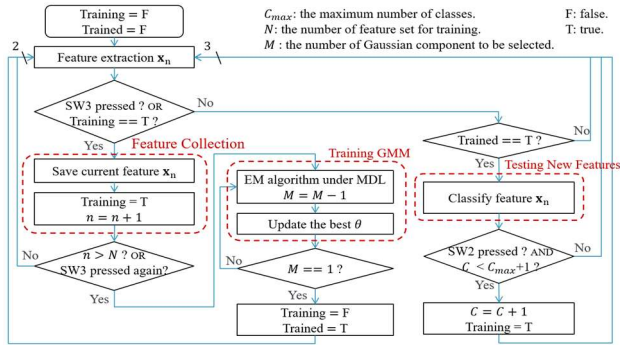 Training = F
Trained = F
C_max: the maximum number of classes.
F: false.
N: the number of feature set for training.
T: true.
M : the number of Gaussian component to be selected.
2
3
Feature extraction x_n
SW3 pressed ? OR
Training == T ?
No
Yes
Feature Collection
Training GMM
Trained == T ?
No
Yes
Testing New Features
Save current feature x_n
EM algorithm under MDL
M = M − 1
Classify feature x_n
Training = T
n = n + 1
Update the best θ
n > N ? OR
SW3 pressed again?
No
Yes
M == 1 ?
No
Yes
SW2 pressed ? AND
C < C_max+1 ?
No
Yes
Training = F
Trained = T
C = C + 1
Training = T